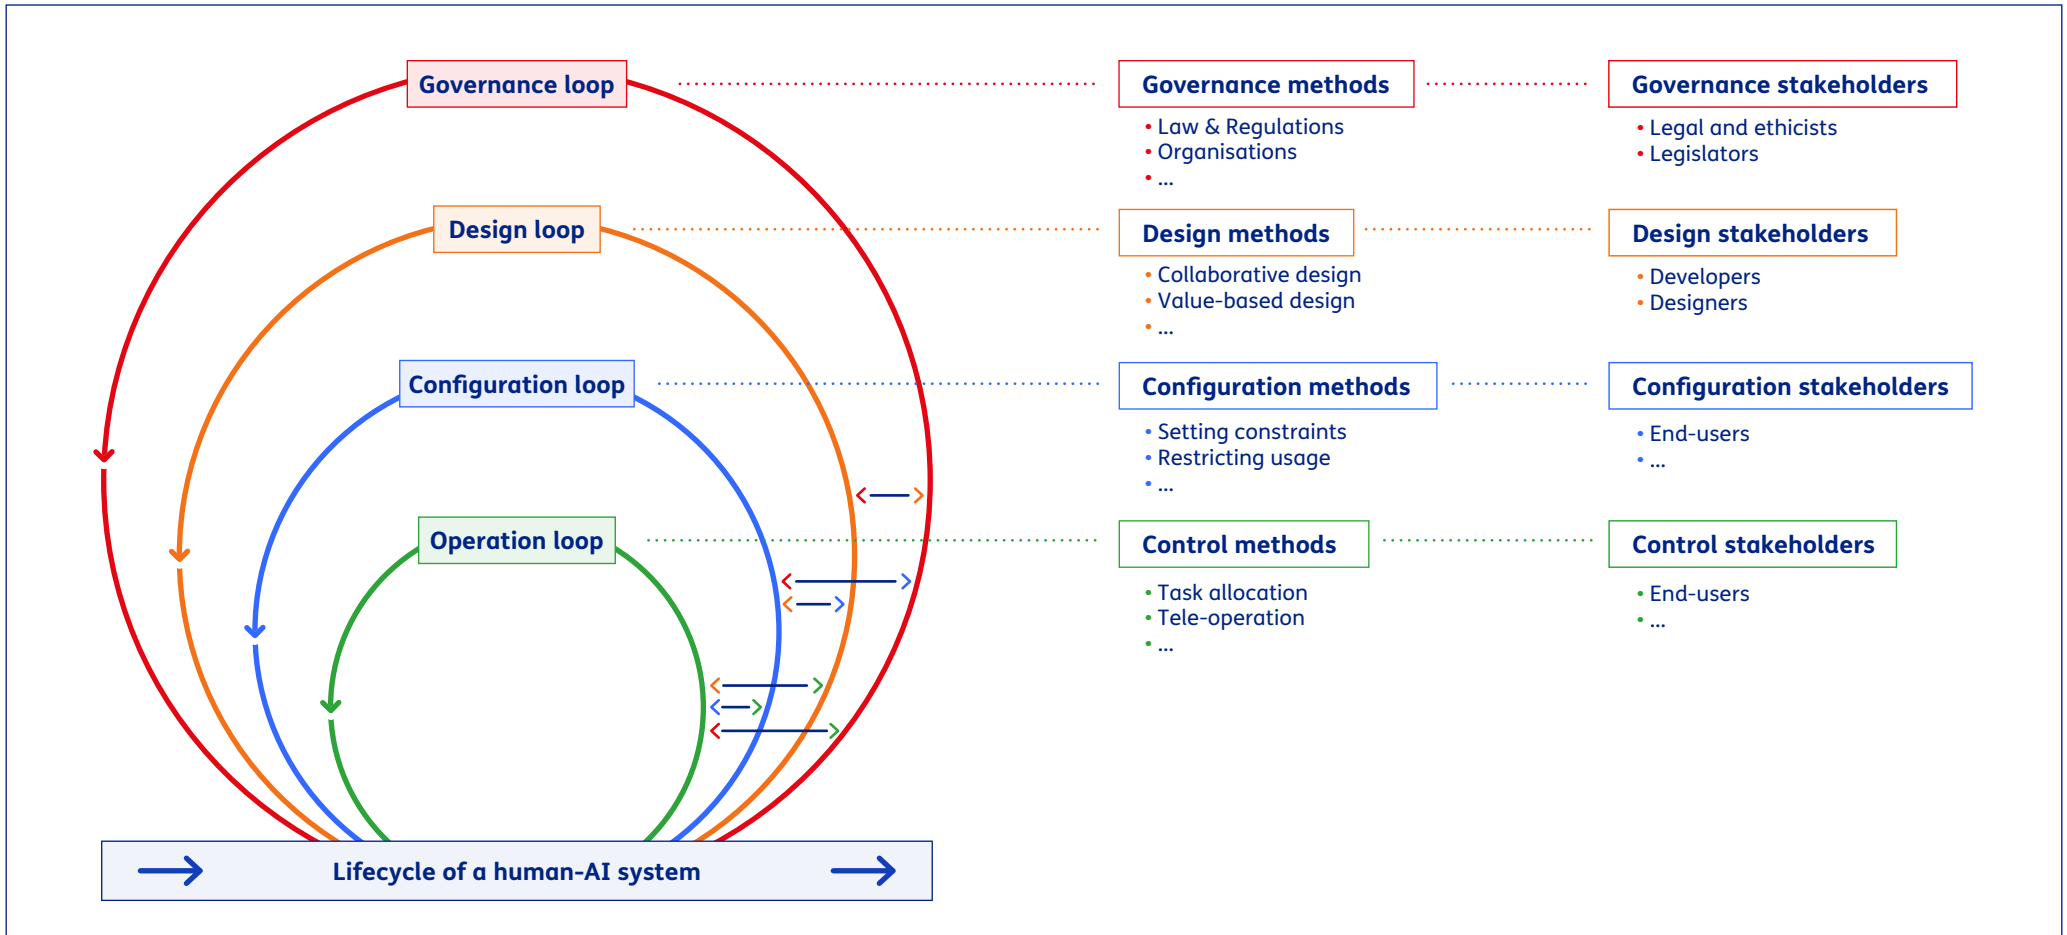 Governance loop
Governance methods
Governance stakeholders
• Law & Regulations
• Organisations
• ...
• Legal and ethicists
• Legislators
Design loop
Design methods
Design stakeholders
• Collaborative design
• Value-based design
• ...
• Developers
• Designers
Configuration loop
Configuration methods
Configuration stakeholders
• Setting constraints
• Restricting usage
• ...
• End-users
• ...
Operation loop
Control methods
Control stakeholders
• Task allocation
• Tele-operation
• ...
• End-users
• ...
Lifecycle of a human-AI system